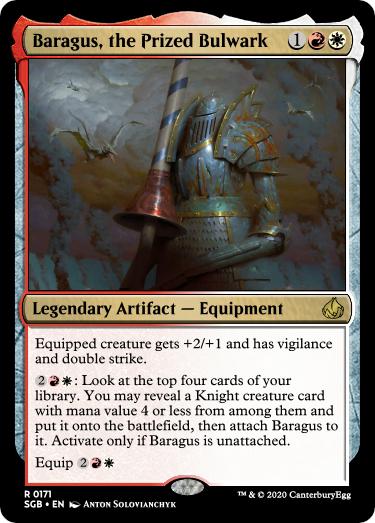 Baragus, the Prized Bulwark 1
Legendary Artifact — Equipment
Equipped creature gets +2/+1 and has vigilance
and double strike.
2: Look at the top four cards of your
library. You may reveal a Knight creature card
with mana value 4 or less from among them and
put it onto the battlefield, then attach Baragus to
it. Activate only if Baragus is unattached.
Equip 2
R 0171
SGB • EN Anton Solovianchyk ™ & © 2020 CanterburyEgg